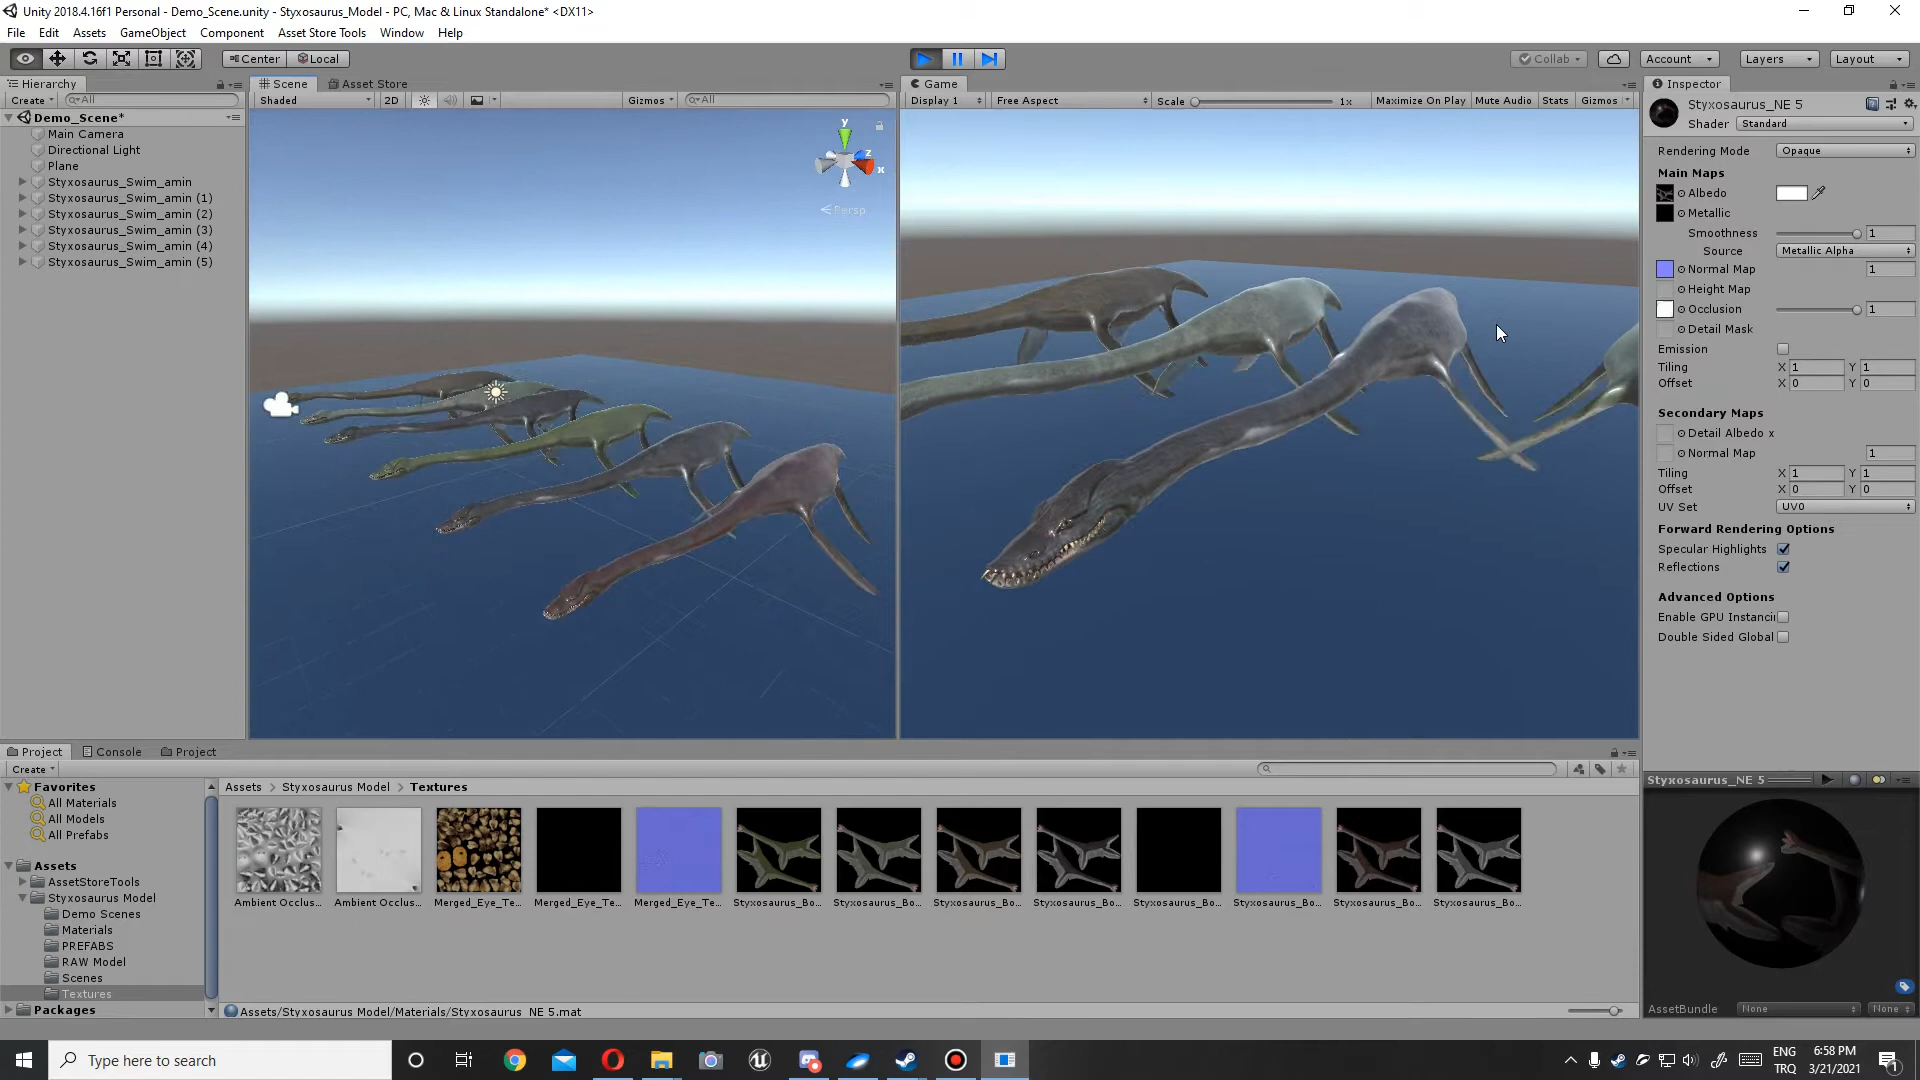 Unity 2018.4.16f1 Personal - Demo_Scene.unity - Styxosaurus_Model - PC, Mac & Linux Standalone* <DX11>
File Edit Assets GameObject Component Asset Store Tools Window Help
Center Local Collab Account Layers Layout
Hierarchy
Create All
Demo_Scene*
Main Camera
Directional Light
Plane
Styxosaurus_Swim_amin
Styxosaurus_Swim_amin (1)
Styxosaurus_Swim_amin (2)
Styxosaurus_Swim_amin (3)
Styxosaurus_Swim_amin (4)
Styxosaurus_Swim_amin (5)
Scene Asset Store
Shaded 2D Gizmos All
y
z
x
Persp
Game
Display 1 Free Aspect Scale 1x Maximize On Play Mute Audio Stats Gizmos
Inspector
Styxosaurus_NE 5
Shader Standard
Rendering Mode Opaque
Main Maps
Albedo
Metallic
Smoothness 1
Source Metallic Alpha
Normal Map 1
Height Map
Occlusion 1
Detail Mask
Emission
Tiling X 1 Y 1
Offset X 0 Y 0
Secondary Maps
Detail Albedo x
Normal Map 1
Tiling X 1 Y 1
Offset X 0 Y 0
UV Set UV0
Forward Rendering Options
Specular Highlights
Reflections
Advanced Options
Enable GPU Instanci
Double Sided Global
Styxosaurus_NE 5
AssetBundle None None
Project Console Project
Create
Favorites
All Materials
All Models
All Prefabs
Assets
AssetStoreTools
Styxosaurus Model
Demo Scenes
Materials
PREFABS
RAW Model
Scenes
Textures
Packages
Assets > Styxosaurus Model > Textures
Ambient Occlus... Ambient Occlus... Merged_Eye_Te... Merged_Eye_Te... Merged_Eye_Te... Styxosaurus_Bo... Styxosaurus_Bo... Styxosaurus_Bo... Styxosaurus_Bo... Styxosaurus_Bo... Styxosaurus_Bo... Styxosaurus_Bo... Styxosaurus_Bo...
Assets/Styxosaurus Model/Materials/Styxosaurus_NE 5.mat
Type here to search
ENG
TRQ
6:58 PM
3/21/2021
1